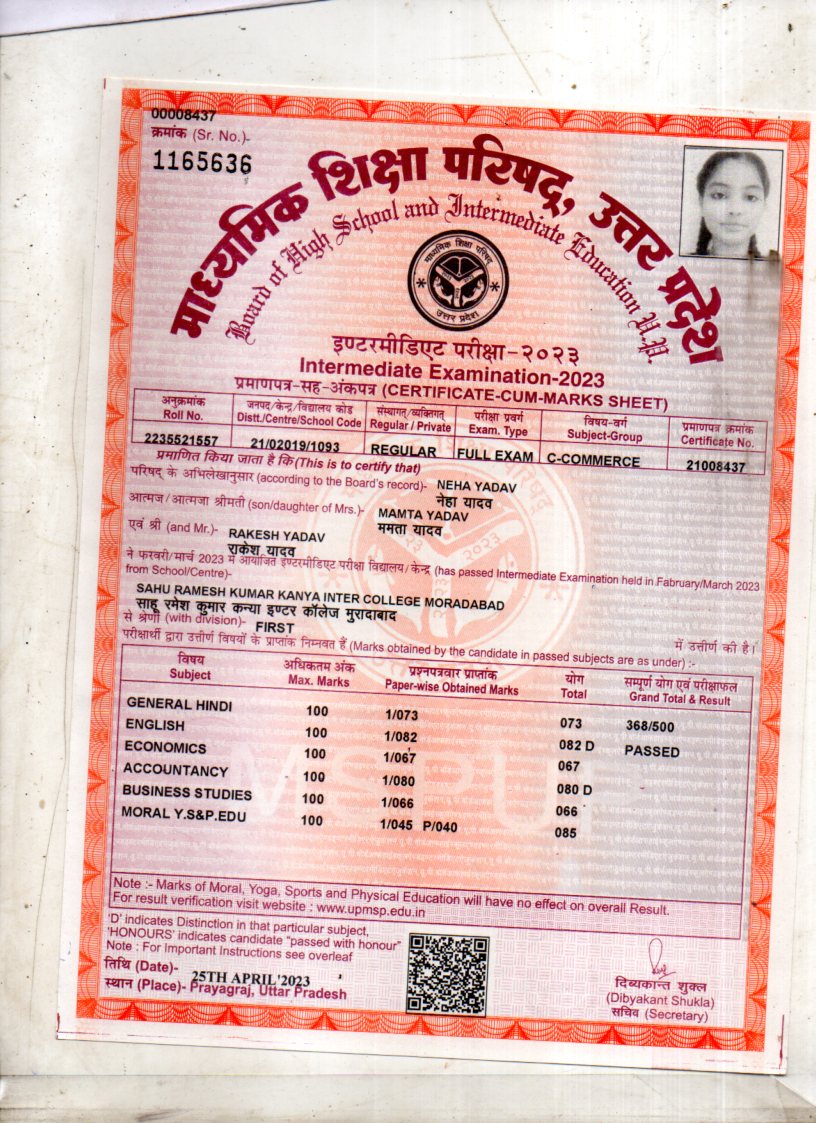 00008437
क्रमांक (Sr. No.)-
1165636
माध्यमिक शिक्षा परिषद्, उत्तर प्रदेश
Board of High School and Intermediate Education U.P.
माध्यमिक शिक्षा परिषद्
उत्तर प्रदेश
इण्टरमीडिएट परीक्षा-२०२३
Intermediate Examination-2023
प्रमाणपत्र-सह-अंकपत्र (CERTIFICATE-CUM-MARKS SHEET)
अनुक्रमांक जनपद/केन्द्र/विद्यालय कोड संस्थागत्/व्यक्तिगत् परीक्षा प्रवर्ग विषय-वर्ग प्रमाणपत्र क्रमांक
Roll No. Distt./Centre/School Code Regular / Private Exam. Type Subject-Group Certificate No.
2235521557 21/02019/1093 REGULAR FULL EXAM C-COMMERCE 21008437
प्रमाणित किया जाता है कि (This is to certify that)
परिषद् के अभिलेखानुसार (according to the Board's record)- NEHA YADAV
नेहा यादव
आत्मज/आत्मजा श्रीमती (son/daughter of Mrs.)- MAMTA YADAV
ममता यादव
एवं श्री (and Mr.)- RAKESH YADAV
राकेश यादव
ने फरवरी/मार्च 2023 में आयोजित इण्टरमीडिएट परीक्षा विद्यालय/केन्द्र (has passed Intermediate Examination held in Fabruary/March 2023
from School/Centre)-
SAHU RAMESH KUMAR KANYA INTER COLLEGE MORADABAD
साहू रमेश कुमार कन्या इण्टर कॉलेज मुरादाबाद
से श्रेणी (with division)- FIRST में उत्तीर्ण की है।
परीक्षार्थी द्वारा उत्तीर्ण विषयों के प्राप्तांक निम्नवत हैं (Marks obtained by the candidate in passed subjects are as under) :-
विषय अधिकतम अंक प्रश्नपत्रवार प्राप्तांक योग सम्पूर्ण योग एवं परीक्षाफल
Subject Max. Marks Paper-wise Obtained Marks Total Grand Total & Result
GENERAL HINDI 100 1/073 073 368/500
ENGLISH 100 1/082 082 D PASSED
ECONOMICS 100 1/067 067
ACCOUNTANCY 100 1/080 080 D
BUSINESS STUDIES 100 1/066 066
MORAL Y.S&P.EDU 100 1/045 P/040 085
Note :- Marks of Moral, Yoga, Sports and Physical Education will have no effect on overall Result.
For result verification visit website : www.upmsp.edu.in
'D' indicates Distinction in that particular subject,
'HONOURS' indicates candidate "passed with honour"
Note : For Important Instructions see overleaf
तिथि (Date)- 25TH APRIL'2023
स्थान (Place)- Prayagraj, Uttar Pradesh
दिव्यकान्त शुक्ल
(Dibyakant Shukla)
सचिव (Secretary)